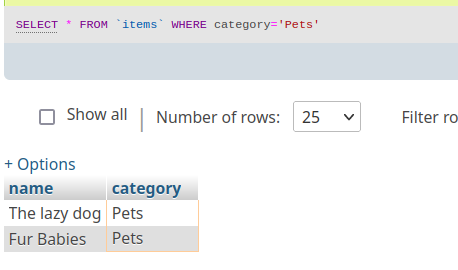 SELECT * FROM `items` WHERE category='Pets'
Show all | Number of rows: 25 Filter ro
+ Options
name category
The lazy dog Pets
Fur Babies Pets